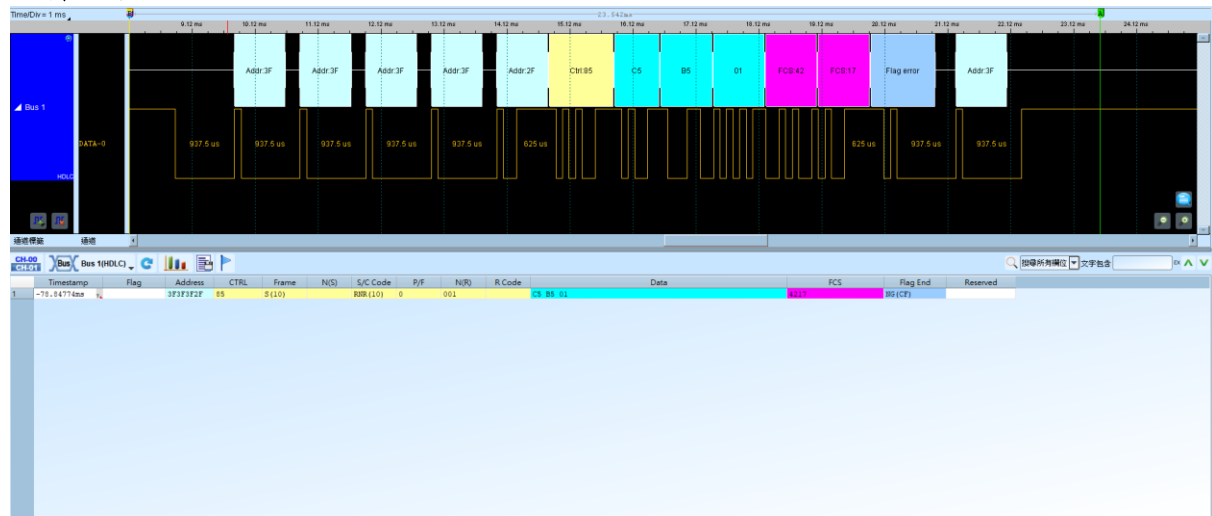 Time/Div = 1 ms
23.842ms
9.12 ms 10.12 ms 11.12 ms 12.12 ms 13.12 ms 14.12 ms 15.12 ms 16.12 ms 17.12 ms 18.12 ms 19.12 ms 20.12 ms 21.12 ms 22.12 ms 23.12 ms 24.12 ms
Addr:3F Addr:3F Addr:3F Addr:3F Addr:2F Ctrl:85 C5 B5 01 FCS:42 FCS:17 Flag error Addr:3F
Bus 1
DATA-0 937.5 us 937.5 us 937.5 us 937.5 us 937.5 us 625 us 625 us 937.5 us 937.5 us
HDLC
通道標籤 通道
CH-00 CH-01 Bus Bus 1(HDLC) 搜尋所有欄位 文字包含
Timestamp Flag Address CTRL Frame N(S) S/C Code P/F N(R) R Code Data FCS Flag End Reserved
1 -78.84774ms 3F3F3F2F 85 S(10) RNR(10) 0 001 C5 B5 01 4217 NG(CF)